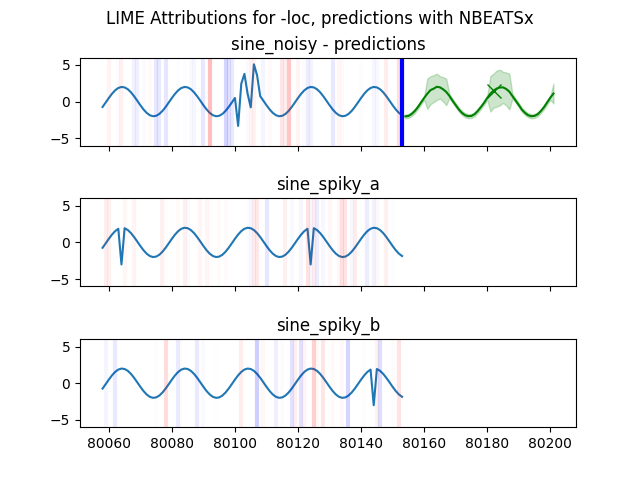 LIME Attributions for -loc, predictions with NBEATSx
sine_noisy - predictions
5
0
−5
sine_spiky_a
5
0
−5
sine_spiky_b
5
0
−5
80060 80080 80100 80120 80140 80160 80180 80200